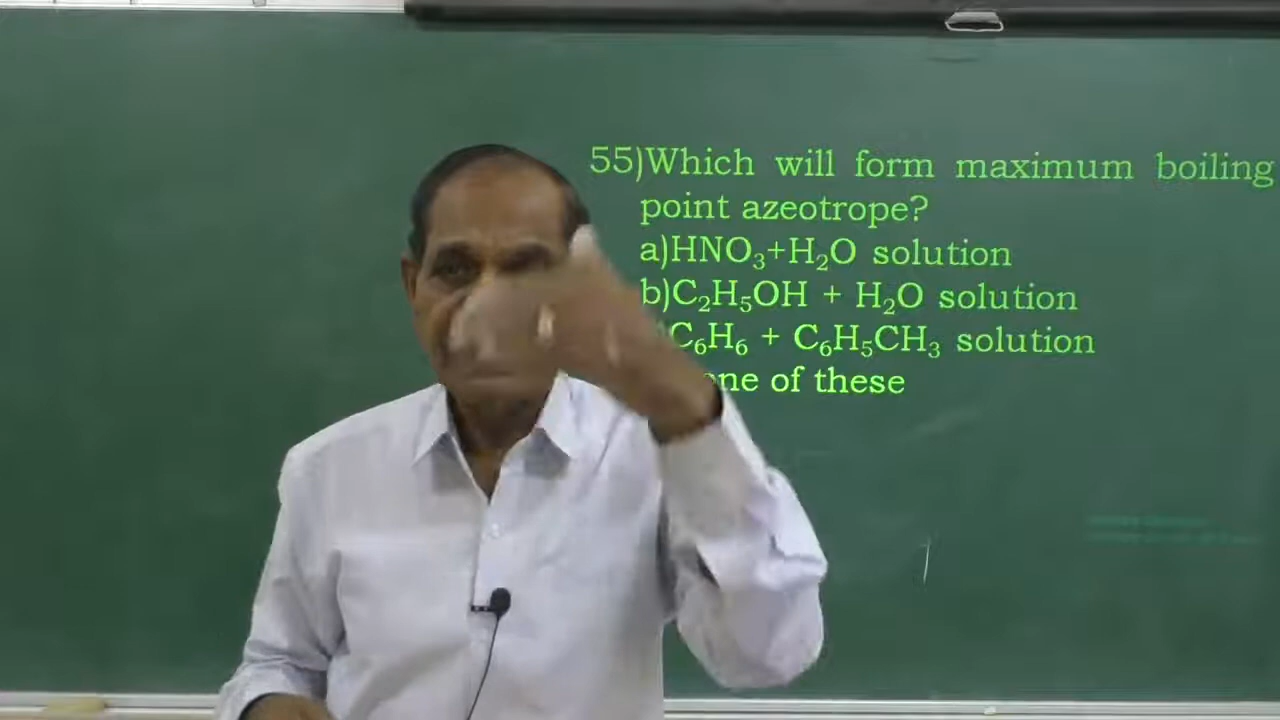 55)Which will form maximum boiling
point azeotrope?
a)HNO₃+H₂O solution
b)C₂H₅OH + H₂O solution
C₆H₆ + C₆H₅CH₃ solution
of these